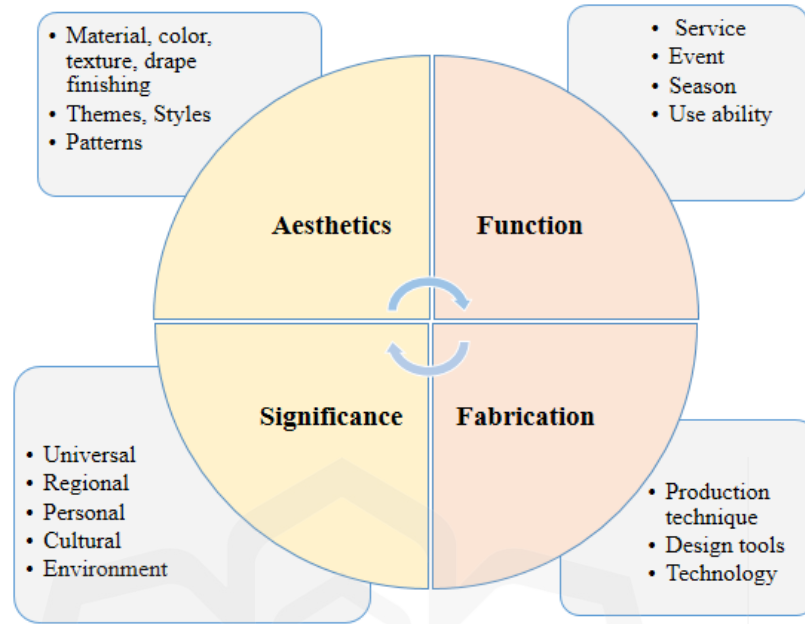 • Material, color,
texture, drape
finishing
• Themes, Styles
• Patterns
• Service
• Event
• Season
• Use ability
Aesthetics
Function
Significance
Fabrication
• Universal
• Regional
• Personal
• Cultural
• Environment
• Production
technique
• Design tools
• Technology